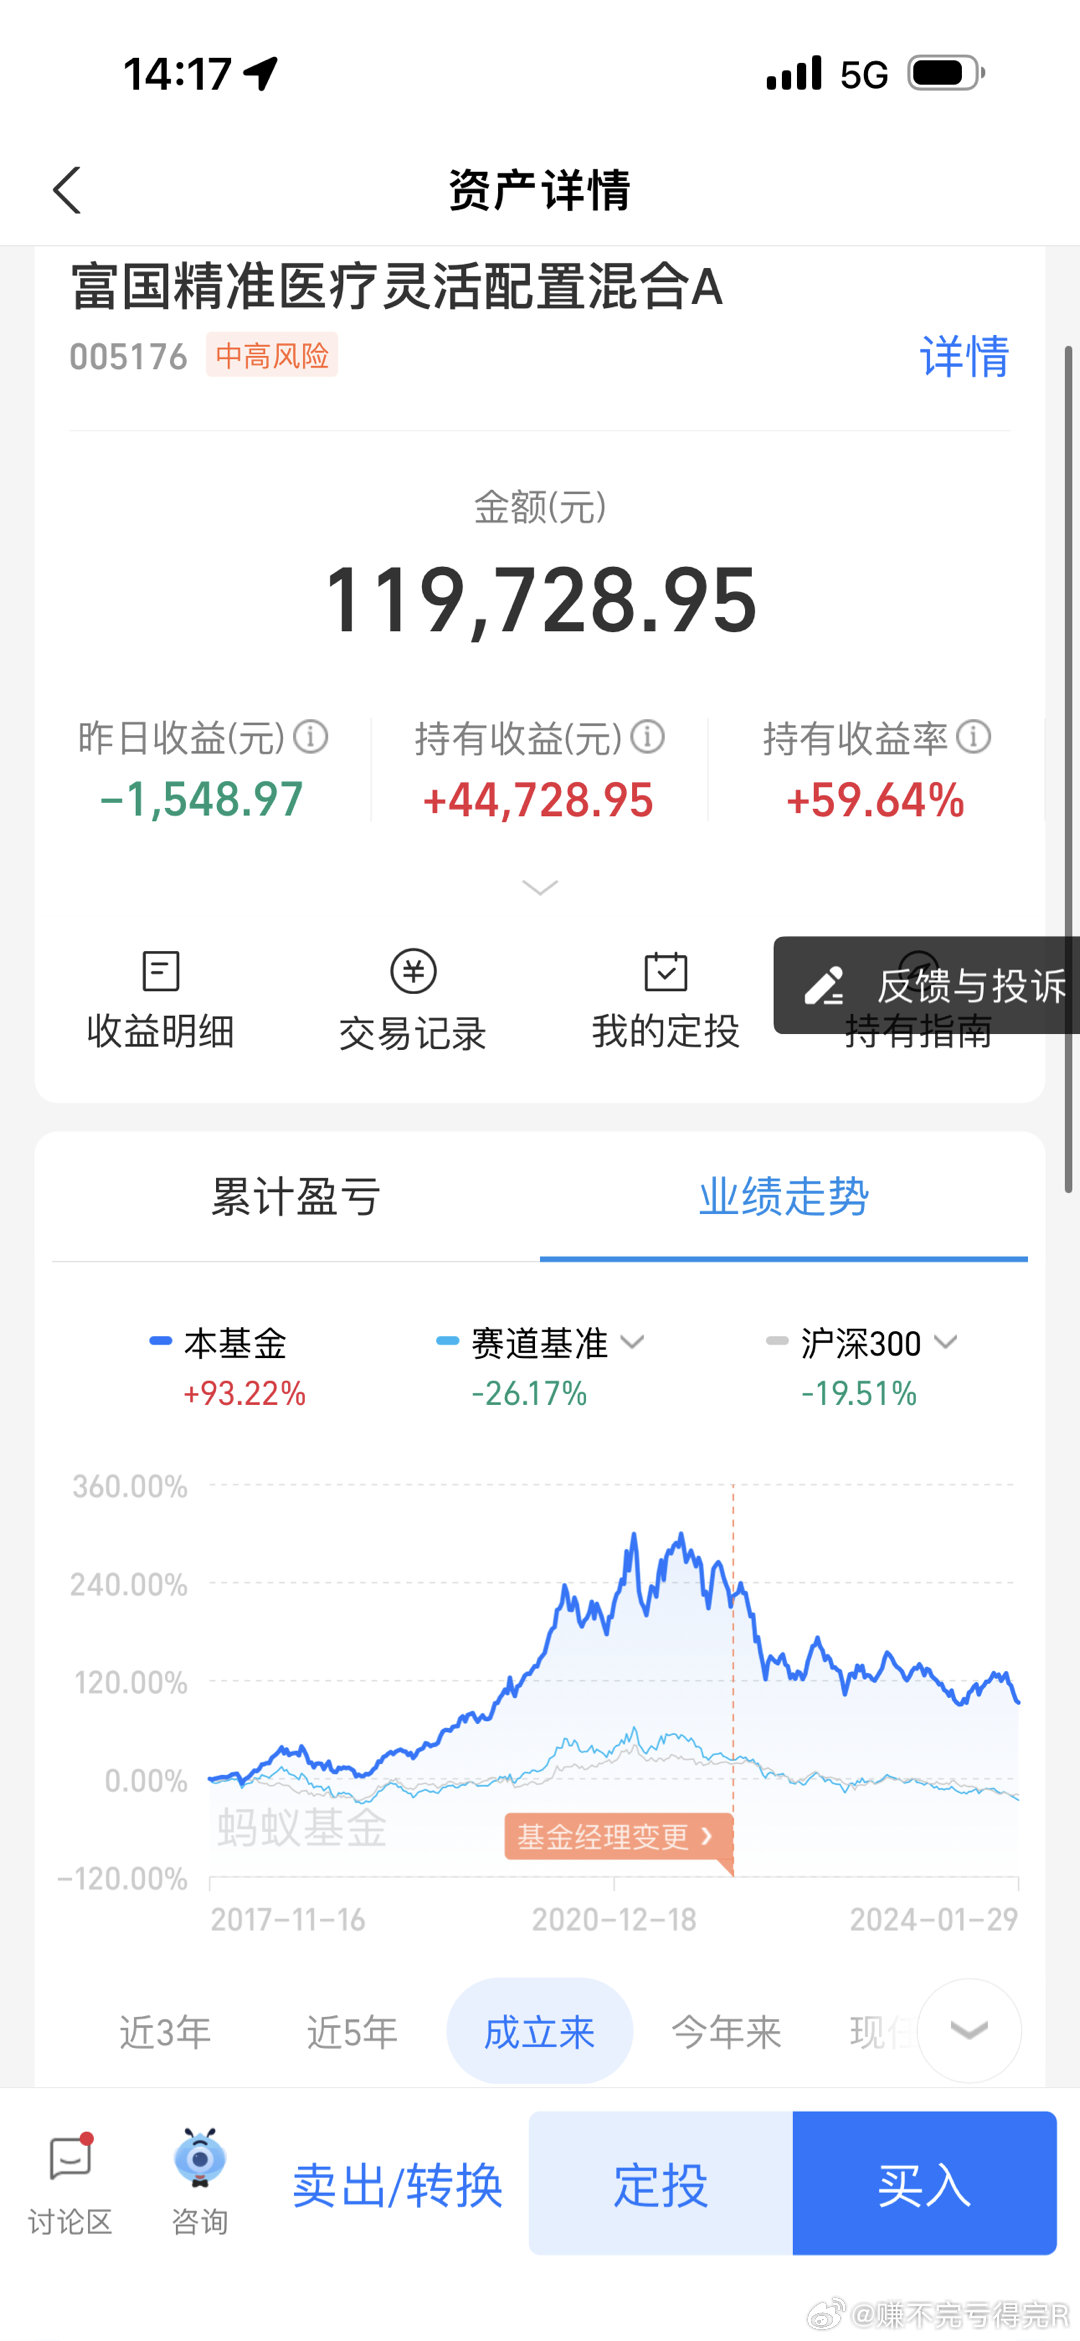 14:17
5G
资产详情
富国精准医疗灵活配置混合A
005176 中高风险 详情
金额(元)
119,728.95
昨日收益(元) 持有收益(元) 持有收益率
-1,548.97 +44,728.95 +59.64%
收益明细 交易记录 我的定投 持有指南
反馈与投诉
累计盈亏 业绩走势
本基金 赛道基准 沪深300
+93.22% -26.17% -19.51%
360.00%
240.00%
120.00%
0.00%
蚂蚁基金
基金经理变更
-120.00%
2017-11-16 2020-12-18 2024-01-29
近3年 近5年 成立来 今年来 现任
讨论区 咨询 卖出/转换 定投 买入
@赚不完亏得完R